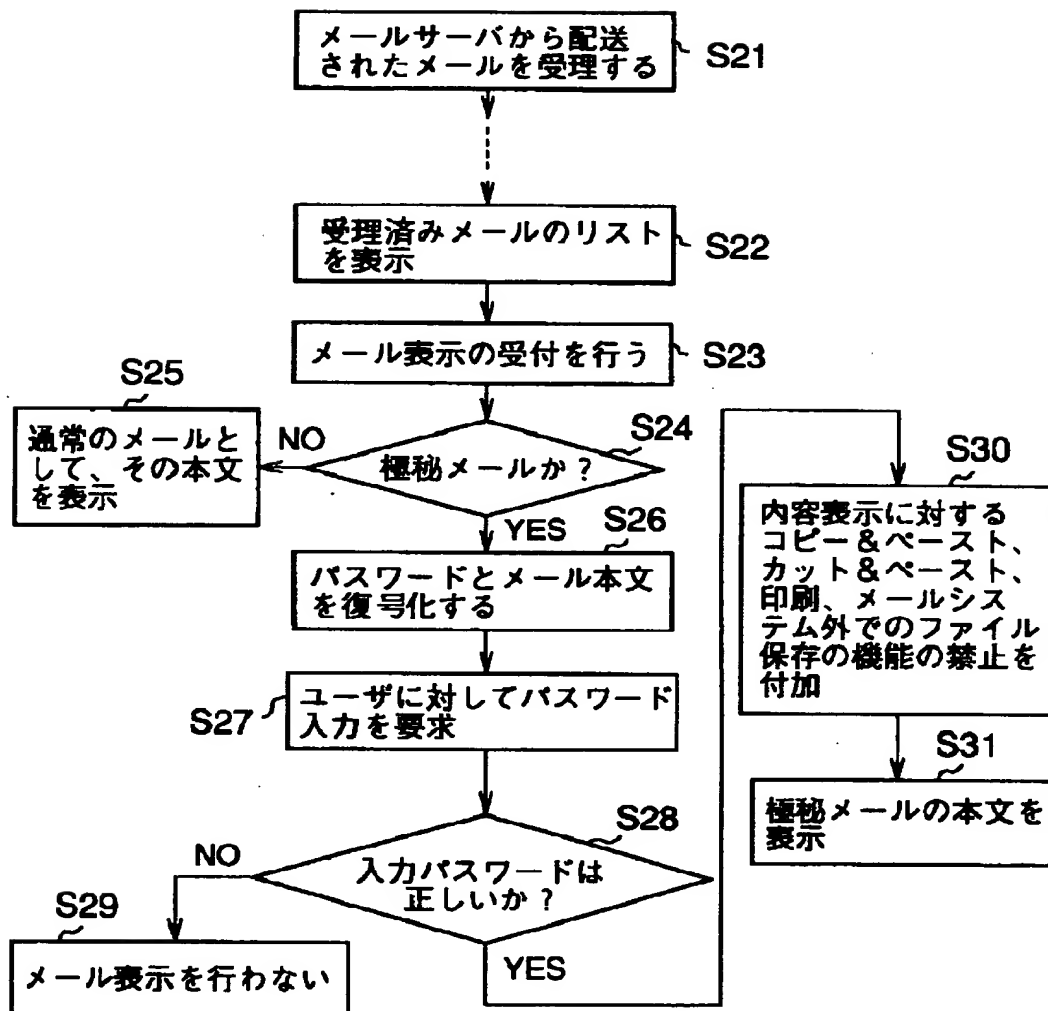 メールサーバから配送
されたメールを受理する
S21
受理済みメールのリスト
を表示
S22
メール表示の受付を行う
S23
S24
極秘メールか？
NO
S25
通常のメールと
して、その本文
を表示
YES
S26
パスワードとメール本文
を復号化する
S27
ユーザに対してパスワード
入力を要求
S28
入力パスワードは
正しいか？
NO
S29
メール表示を行わない
YES
S30
内容表示に対する
コピー＆ペースト、
カット＆ペースト、
印刷、メールシス
テム外でのファイル
保存の機能の禁止を
付加
S31
極秘メールの本文を
表示